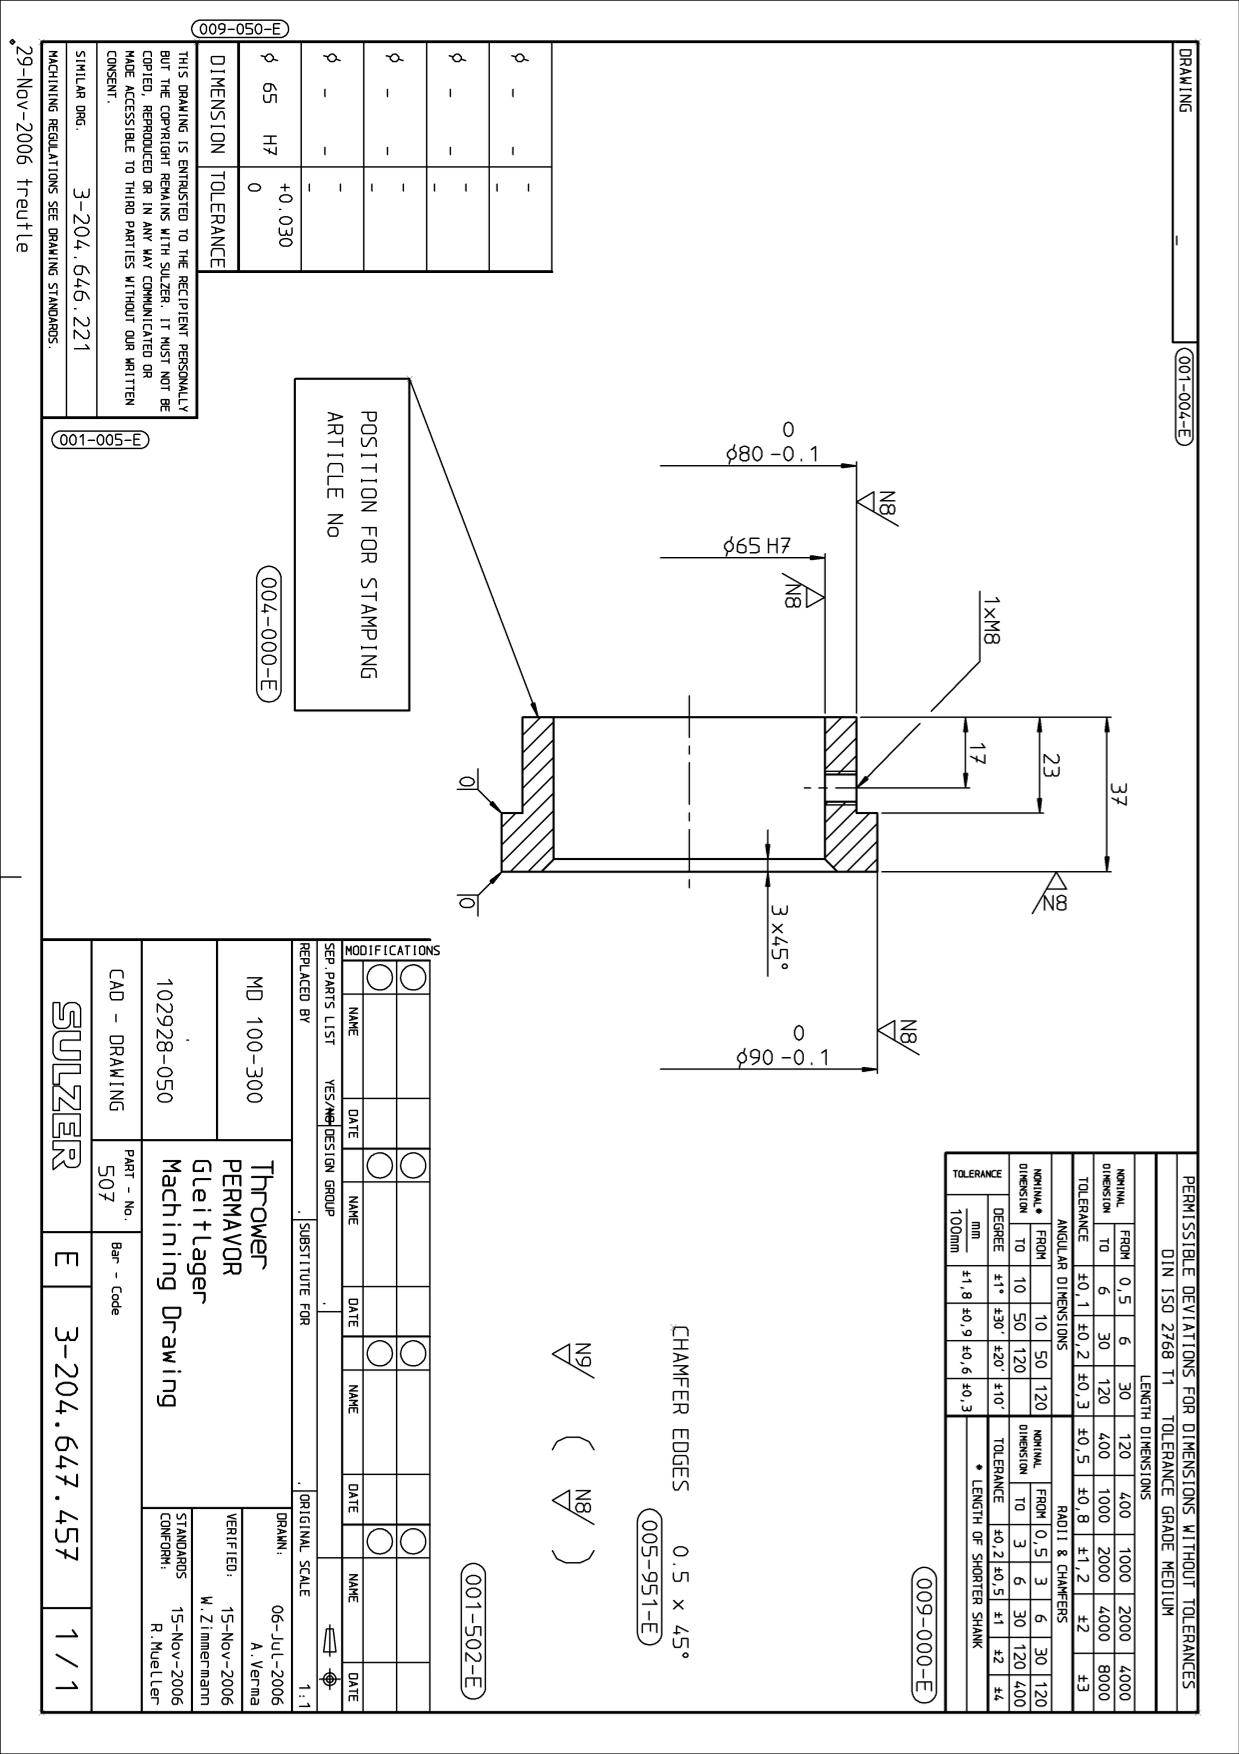 DRAWING
-
001-004-E
PERMISSIBLE DEVIATIONS FOR DIMENSIONS WITHOUT TOLERANCES
DIN ISO 2768 T1 TOLERANCE GRADE MEDIUM
LENGTH DIMENSIONS
NOMINAL DIMENSION FROM 0,5 6 30 120 400 1000 2000 4000
TO 6 30 120 400 1000 2000 4000 8000
TOLERANCE ±0,1 ±0,2 ±0,3 ±0,5 ±0,8 ±1,2 ±2 ±3
ANGULAR DIMENSIONS
NOMINAL* DIMENSION FROM 10 50 120
TO 10 50 120
TOLERANCE DEGREE ±1° ±30' ±20' ±10'
mm
100mm
±1,8 ±0,9 ±0,6 ±0,3
RADII & CHAMFERS
NOMINAL DIMENSION FROM 0,5 3 6 30 120
TO 3 6 30 120 400
TOLERANCE ±0,2 ±0,5 ±1 ±2 ±4
* LENGTH OF SHORTER SHANK
009-000-E
37
23
17
1xM8
N8
N8
N8
N8
0
ϕ80 -0.1
ϕ65 H7
3 x45°
0
ϕ90 -0.1
0
0
POSITION FOR STAMPING
ARTICLE No
004-000-E
CHAMFER EDGES 0.5 x 45°
005-951-E
N9 ( N8 )
001-502-E
ϕ - -
- -
ϕ - -
- -
ϕ - -
- -
ϕ - -
- -
ϕ 65 H7
+0.030
0
DIMENSION TOLERANCE
009-050-E
THIS DRAWING IS ENTRUSTED TO THE RECIPIENT PERSONALLY
BUT THE COPYRIGHT REMAINS WITH SULZER. IT MUST NOT BE
COPIED, REPRODUCED OR IN ANY WAY COMMUNICATED OR
MADE ACCESSIBLE TO THIRD PARTIES WITHOUT OUR WRITTEN
CONSENT.
SIMILAR DRG. 3-204.646.221
MACHINING REGULATIONS SEE DRAWING STANDARDS.
001-005-E
29-Nov-2006 treutle
MODIFICATIONS
NAME DATE NAME DATE NAME DATE NAME DATE
SEP.PARTS LIST YES/NO DESIGN GROUP .
REPLACED BY . SUBSTITUTE FOR . ORIGINAL SCALE 1:1
MD 100-300
102928-050
CAD - DRAWING
Thrower
PERMAVOR
Gleitlager
Machining Drawing
DRAWN: 06-Jul-2006
A.Verma
VERIFIED: 15-Nov-2006
W.Zimmermann
STANDARDS CONFORM: 15-Nov-2006
R.Mueller
PART - No.
507
Bar - Code
SULZER E 3-204.647.457 1 / 1